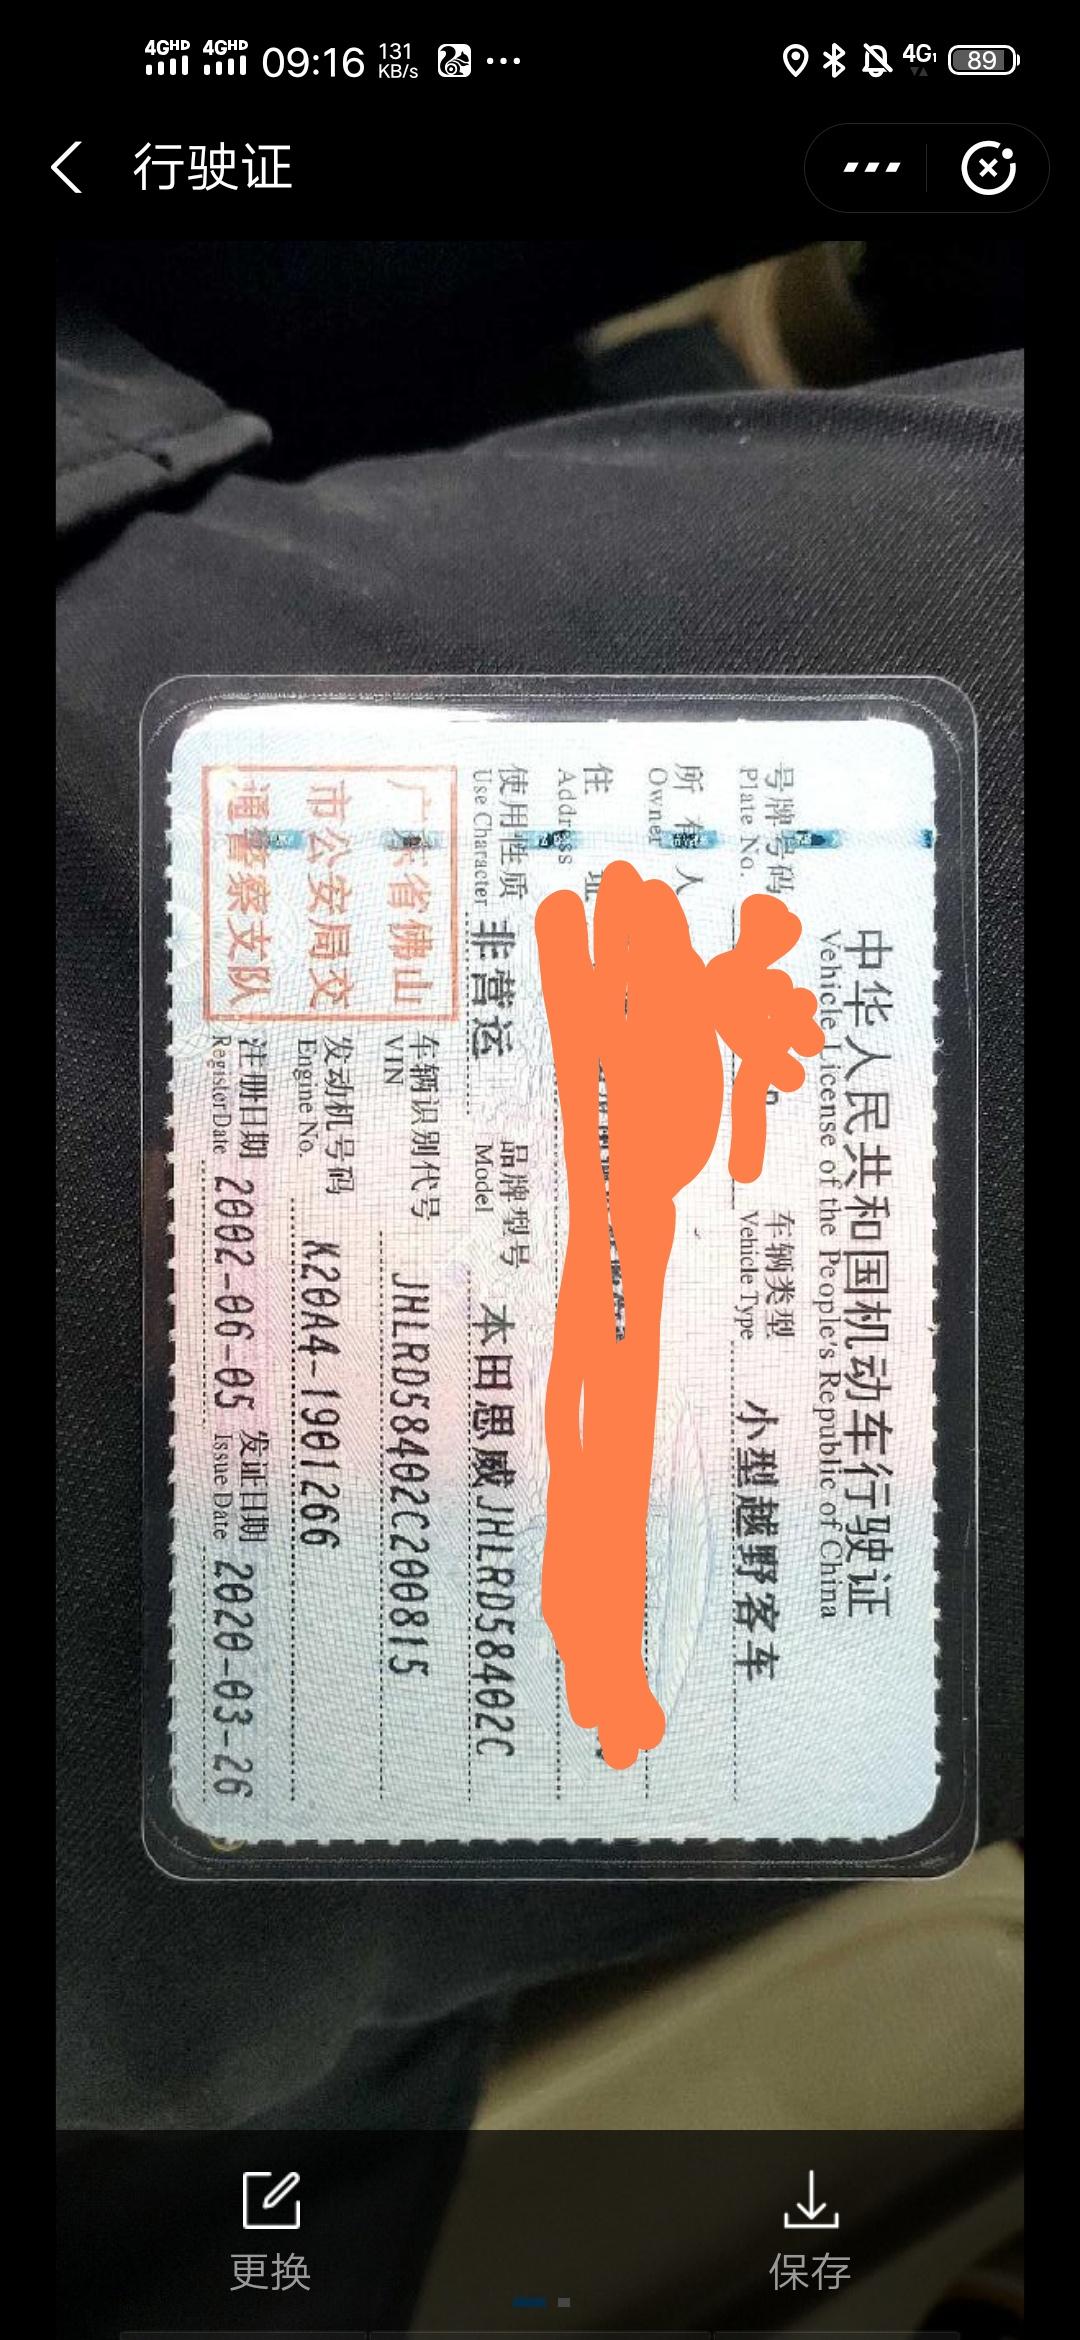 4GHD 4GHD 09:16 131 KB/s 4G 89
行驶证
中华人民共和国机动车行驶证
Vehicle License of the People's Republic of China
号牌号码
Plate No.
车辆类型 小型越野客车
Vehicle Type
所有人
Owner
住址
Address
使用性质 非营运
Use Character
品牌型号 本田思威JHLRD58402C
Model
广东省佛山
市公安局交
通警察支队
车辆识别代号 JHLRD58402C200815
VIN
发动机号码 K20A4-1901266
Engine No.
注册日期 2002-06-05 发证日期 2020-03-26
Register Date Issue Date
更换 保存